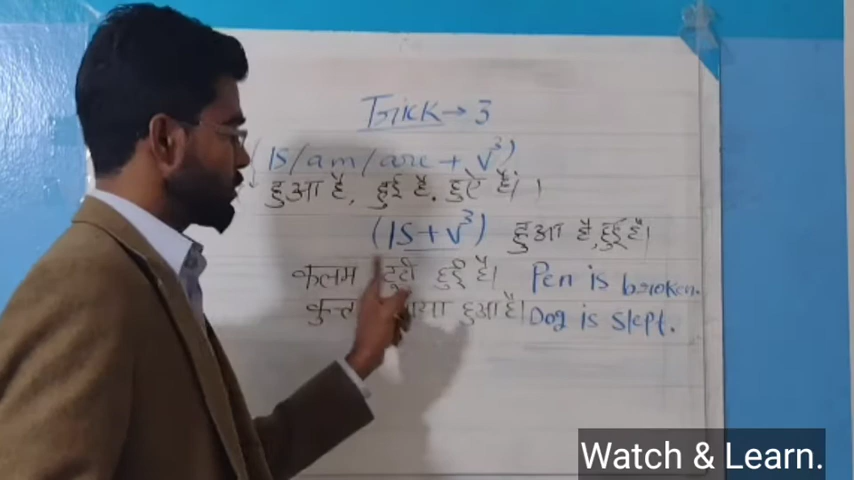 Trick → 3
(IS/am/are + V³)
हुआ है, हुई है. हुऐ हैं।
(IS+V³) हुआ है, हुई है।
कलम टूटी हुई है। Pen is broken.
हुआ है। Dog is Slept.
Watch & Learn.